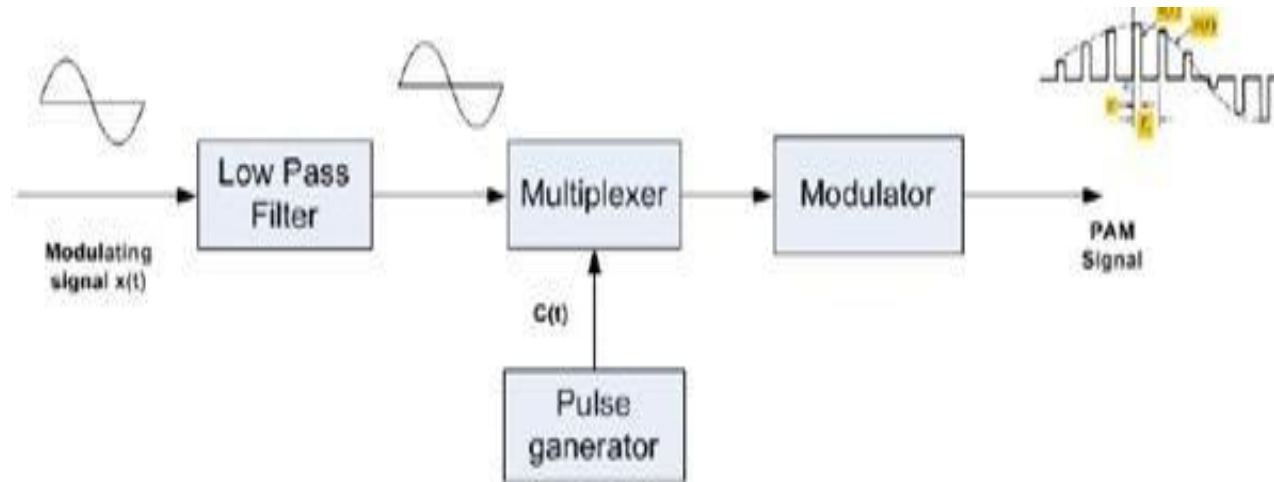 Low Pass
Filter
Multiplexer
Modulator
Modulating
signal x(t)
PAM
Signal
C(t)
Pulse
ganerator